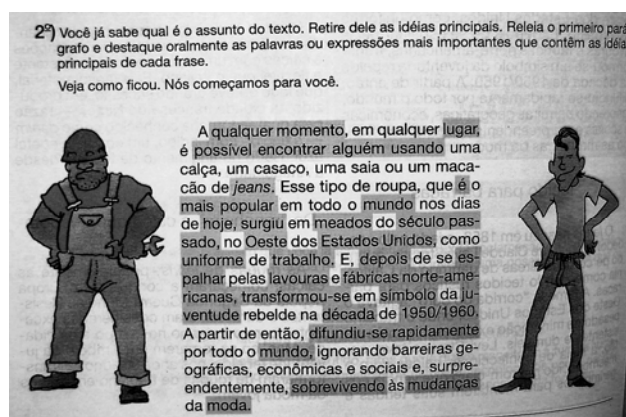 2º) Você já sabe qual é o assunto do texto. Retire dele as idéias principais. Releia o primeiro pará
grafo e destaque oralmente as palavras ou expressões mais importantes que contêm as idéia
principais de cada frase.
Veja como ficou. Nós começamos para você.
A qualquer momento, em qualquer lugar,
é possível encontrar alguém usando uma
calça, um casaco, uma saia ou um maca-
cão de jeans. Esse tipo de roupa, que é o
mais popular em todo o mundo nos dias
de hoje, surgiu em meados do século pas-
sado, no Oeste dos Estados Unidos, como
uniforme de trabalho. E, depois de se es-
palhar pelas lavouras e fábricas norte-ame-
ricanas, transformou-se em símbolo da ju-
ventude rebelde na década de 1950/1960.
A partir de então, difundiu-se rapidamente
por todo o mundo, ignorando barreiras ge-
ográficas, econômicas e sociais e, surpre-
endentemente, sobrevivendo às mudanças
da moda.